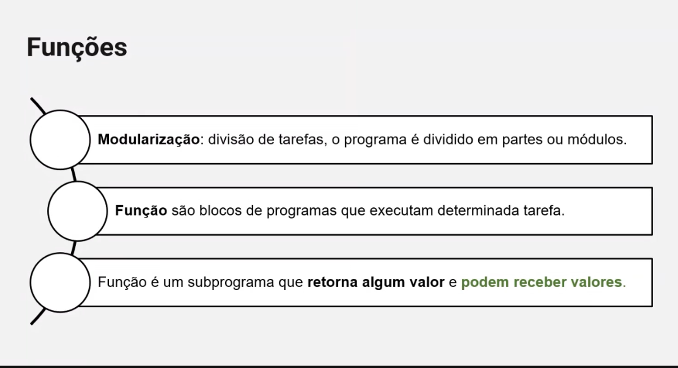 Funções
Modularização: divisão de tarefas, o programa é dividido em partes ou módulos.
Função são blocos de programas que executam determinada tarefa.
Função é um subprograma que retorna algum valor e podem receber valores.